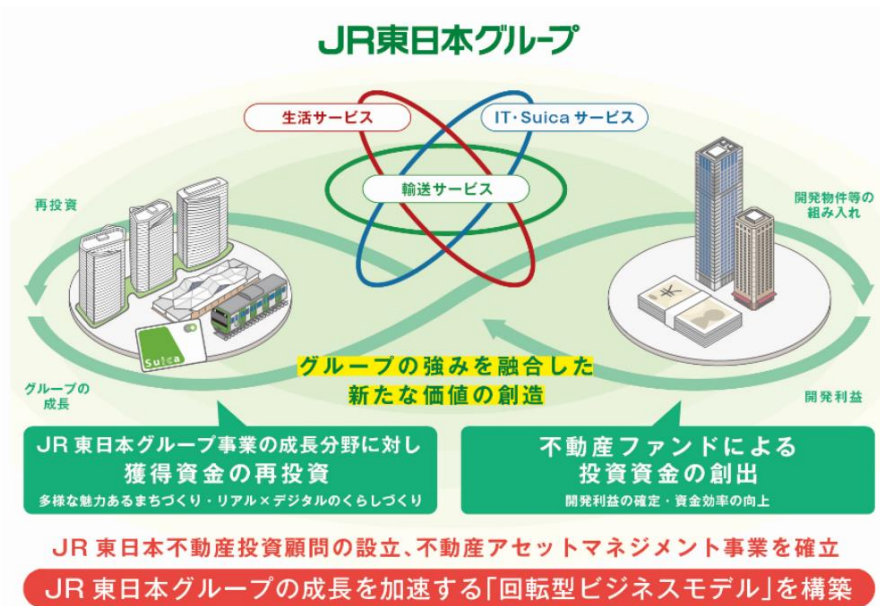 JR東日本グループ
生活サービス
IT・Suica サービス
輸送サービス
再投資
開発物件等の
組み入れ
Suica
グループの
成長
グループの強みを融合した
新たな価値の創造
開発利益
JR 東日本グループ事業の成長分野に対し
獲得資金の再投資
多様な魅力あるまちづくり・リアル×デジタルのくらしづくり
不動産ファンドによる
投資資金の創出
開発利益の確定・資金効率の向上
JR 東日本不動産投資顧問の設立、不動産アセットマネジメント事業を確立
JR 東日本グループの成長を加速する「回転型ビジネスモデル」を構築